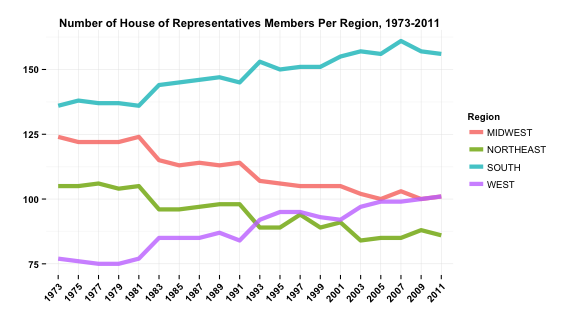 Number of House of Representatives Members Per Region, 1973-2011
150
125
100
75
1973 1975 1977 1979 1981 1983 1985 1987 1989 1991 1993 1995 1997 1999 2001 2003 2005 2007 2009 2011
Region
MIDWEST
NORTHEAST
SOUTH
WEST